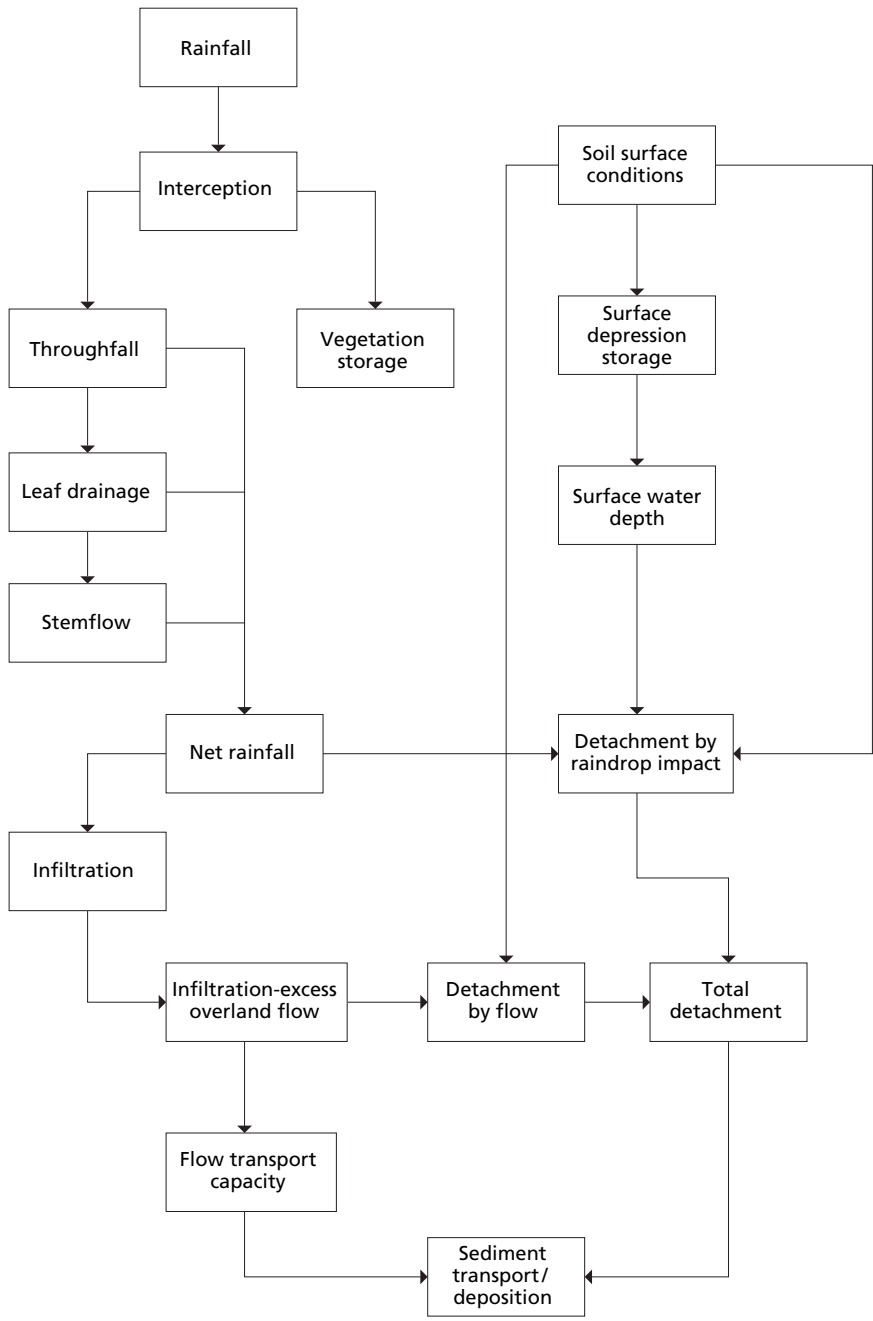 Rainfall
Interception
Soil surface
conditions
Throughfall
Vegetation
storage
Surface
depression
storage
Leaf drainage
Surface water
depth
Stemflow
Net rainfall
Detachment by
raindrop impact
Infiltration
Infiltration-excess
overland flow
Detachment
by flow
Total
detachment
Flow transport
capacity
Sediment
transport/
deposition